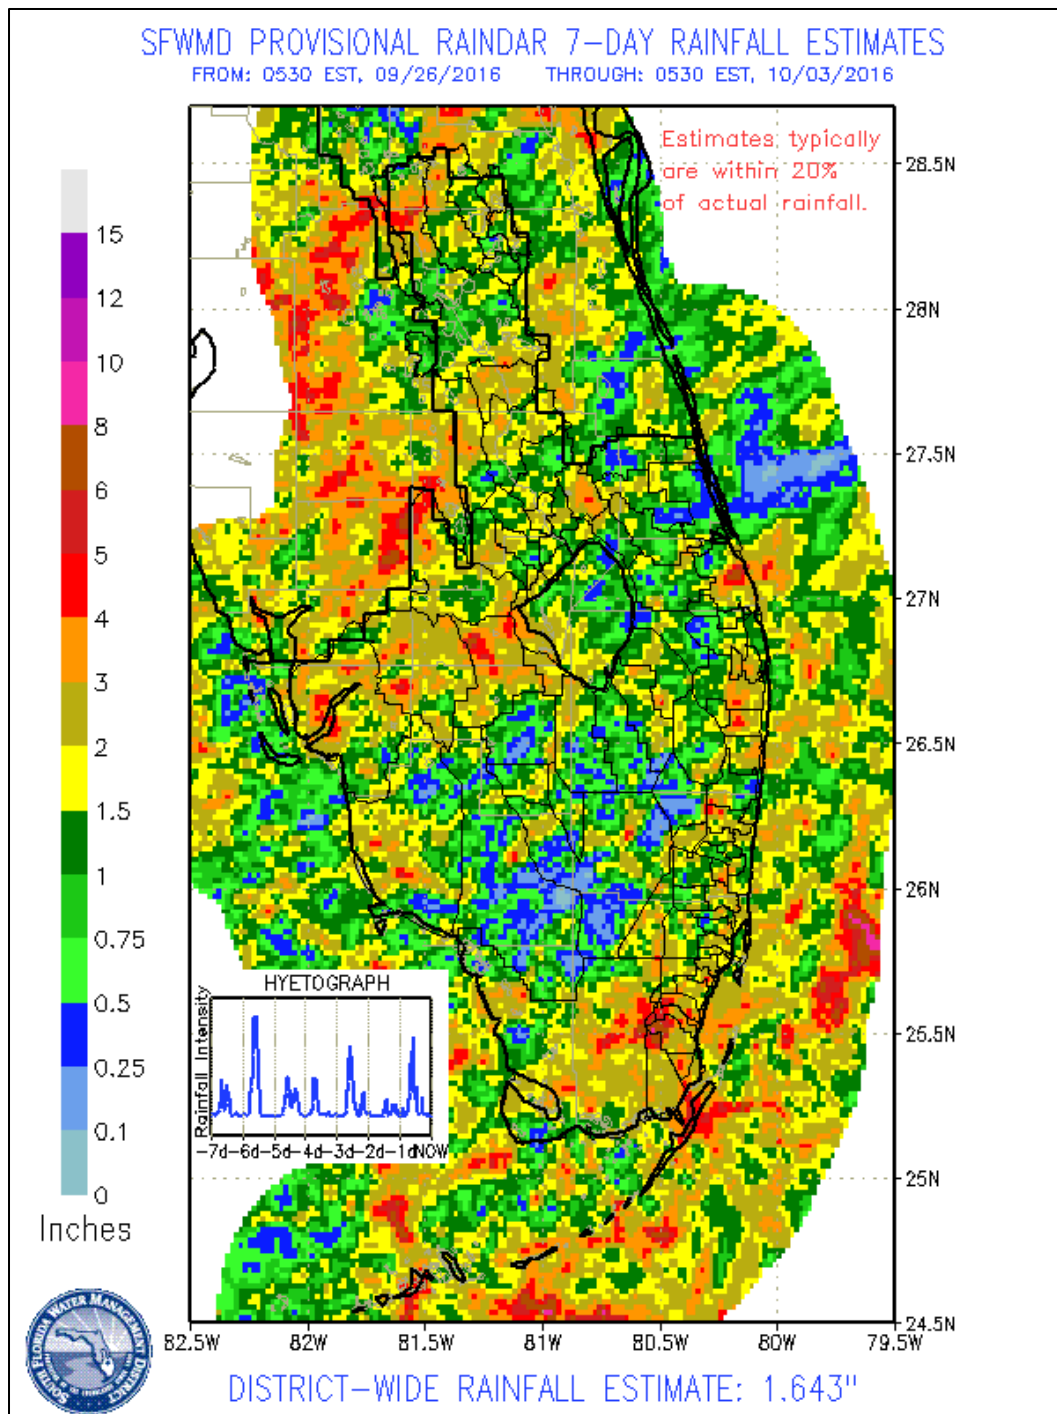 SFWMD PROVISIONAL RAINDAR 7-DAY RAINFALL ESTIMATES
FROM: 0530 EST, 09/26/2016 THROUGH: 0530 EST, 10/03/2016
Estimates typically
are within 20%
of actual rainfall.
28.5N
28N
27.5N
27N
26.5N
26N
25.5N
25N
24.5N
15
12
10
8
6
5
4
3
2
1.5
1
0.75
0.5
0.25
0.1
0
Inches
HYETOGRAPH
Rainfall Intensity
-7d -6d -5d -4d -3d -2d -1d NOW
82.5W 82W 81.5W 81W 80.5W 80W 79.5W
SOUTH FLORIDA WATER MANAGEMENT DISTRICT
DISTRICT-WIDE RAINFALL ESTIMATE: 1.643"